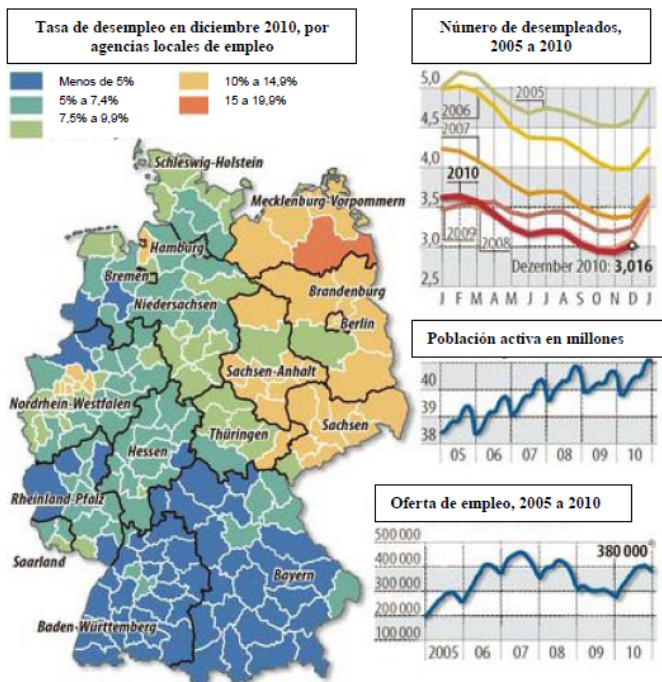 Tasa de desempleo en diciembre 2010, por
agencias locales de empleo
Menos de 5%
5% a 7,4%
7,5% a 9,9%
10% a 14,9%
15 a 19,9%
Schleswig-Holstein
Mecklenburg-Vorpommern
Hamburg
Bremen
Niedersachsen
Brandenburg
Berlin
Sachsen-Anhalt
Nordrhein-Westfalen
Sachsen
Thüringen
Hessen
Rheinland-Pfalz
Saarland
Bayern
Baden-Württemberg
Número de desempleados,
2005 a 2010
5,0
4,5
4,0
3,5
3,0
2,5
2005
2006
2007
2010
2009
2008
Dezember 2010: 3,016
J F M A M J J A S O N D J
Población activa en millones
40
39
38
05 06 07 08 09 10
Oferta de empleo, 2005 a 2010
500 000
400 000
300 000
200 000
100 000
380 000
2005 06 07 08 09 10